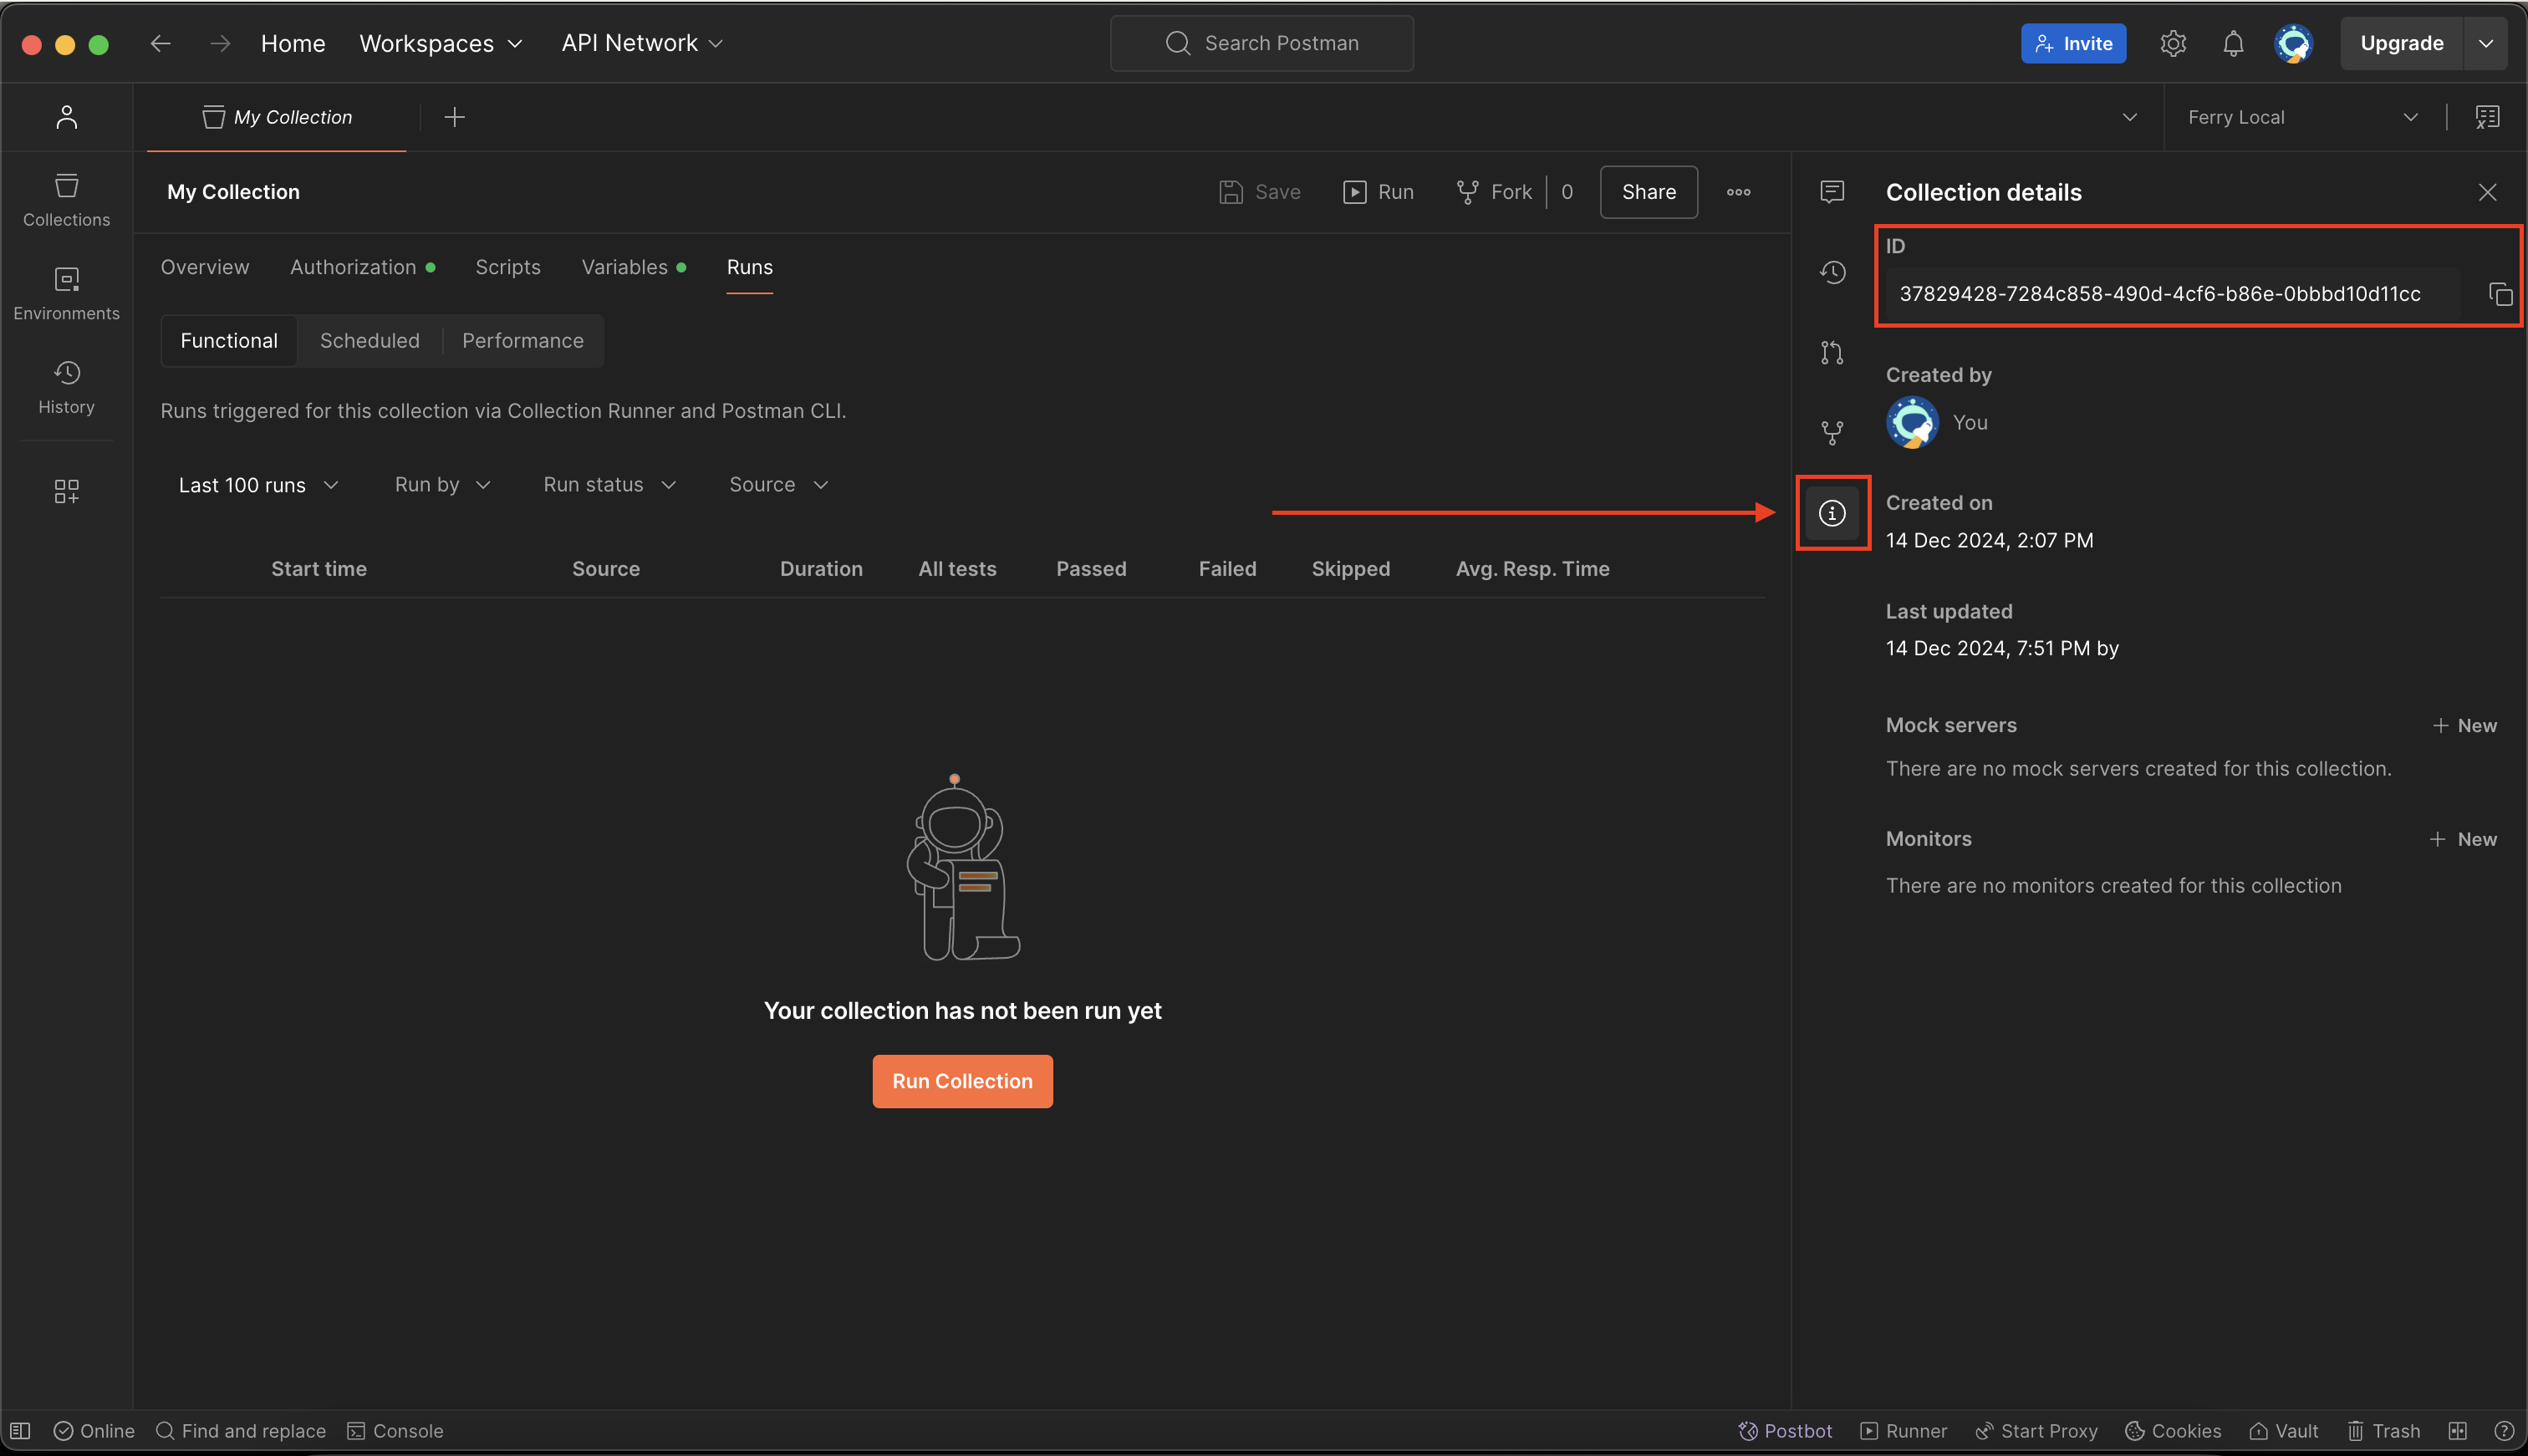 Home Workspaces API Network Search Postman Invite Upgrade
My Collection Ferry Local
Collections
Environments
History
My Collection Save Run Fork 0 Share
Overview Authorization Scripts Variables Runs
Functional Scheduled Performance
Runs triggered for this collection via Collection Runner and Postman CLI.
Last 100 runs Run by Run status Source
Start time Source Duration All tests Passed Failed Skipped Avg. Resp. Time
Your collection has not been run yet
Run Collection
Collection details
ID
37829428-7284c858-490d-4cf6-b86e-0bbbd10d11cc
Created by
You
Created on
14 Dec 2024, 2:07 PM
Last updated
14 Dec 2024, 7:51 PM by
Mock servers New
There are no mock servers created for this collection.
Monitors New
There are no monitors created for this collection
Online Find and replace Console Postbot Runner Start Proxy Cookies Vault Trash